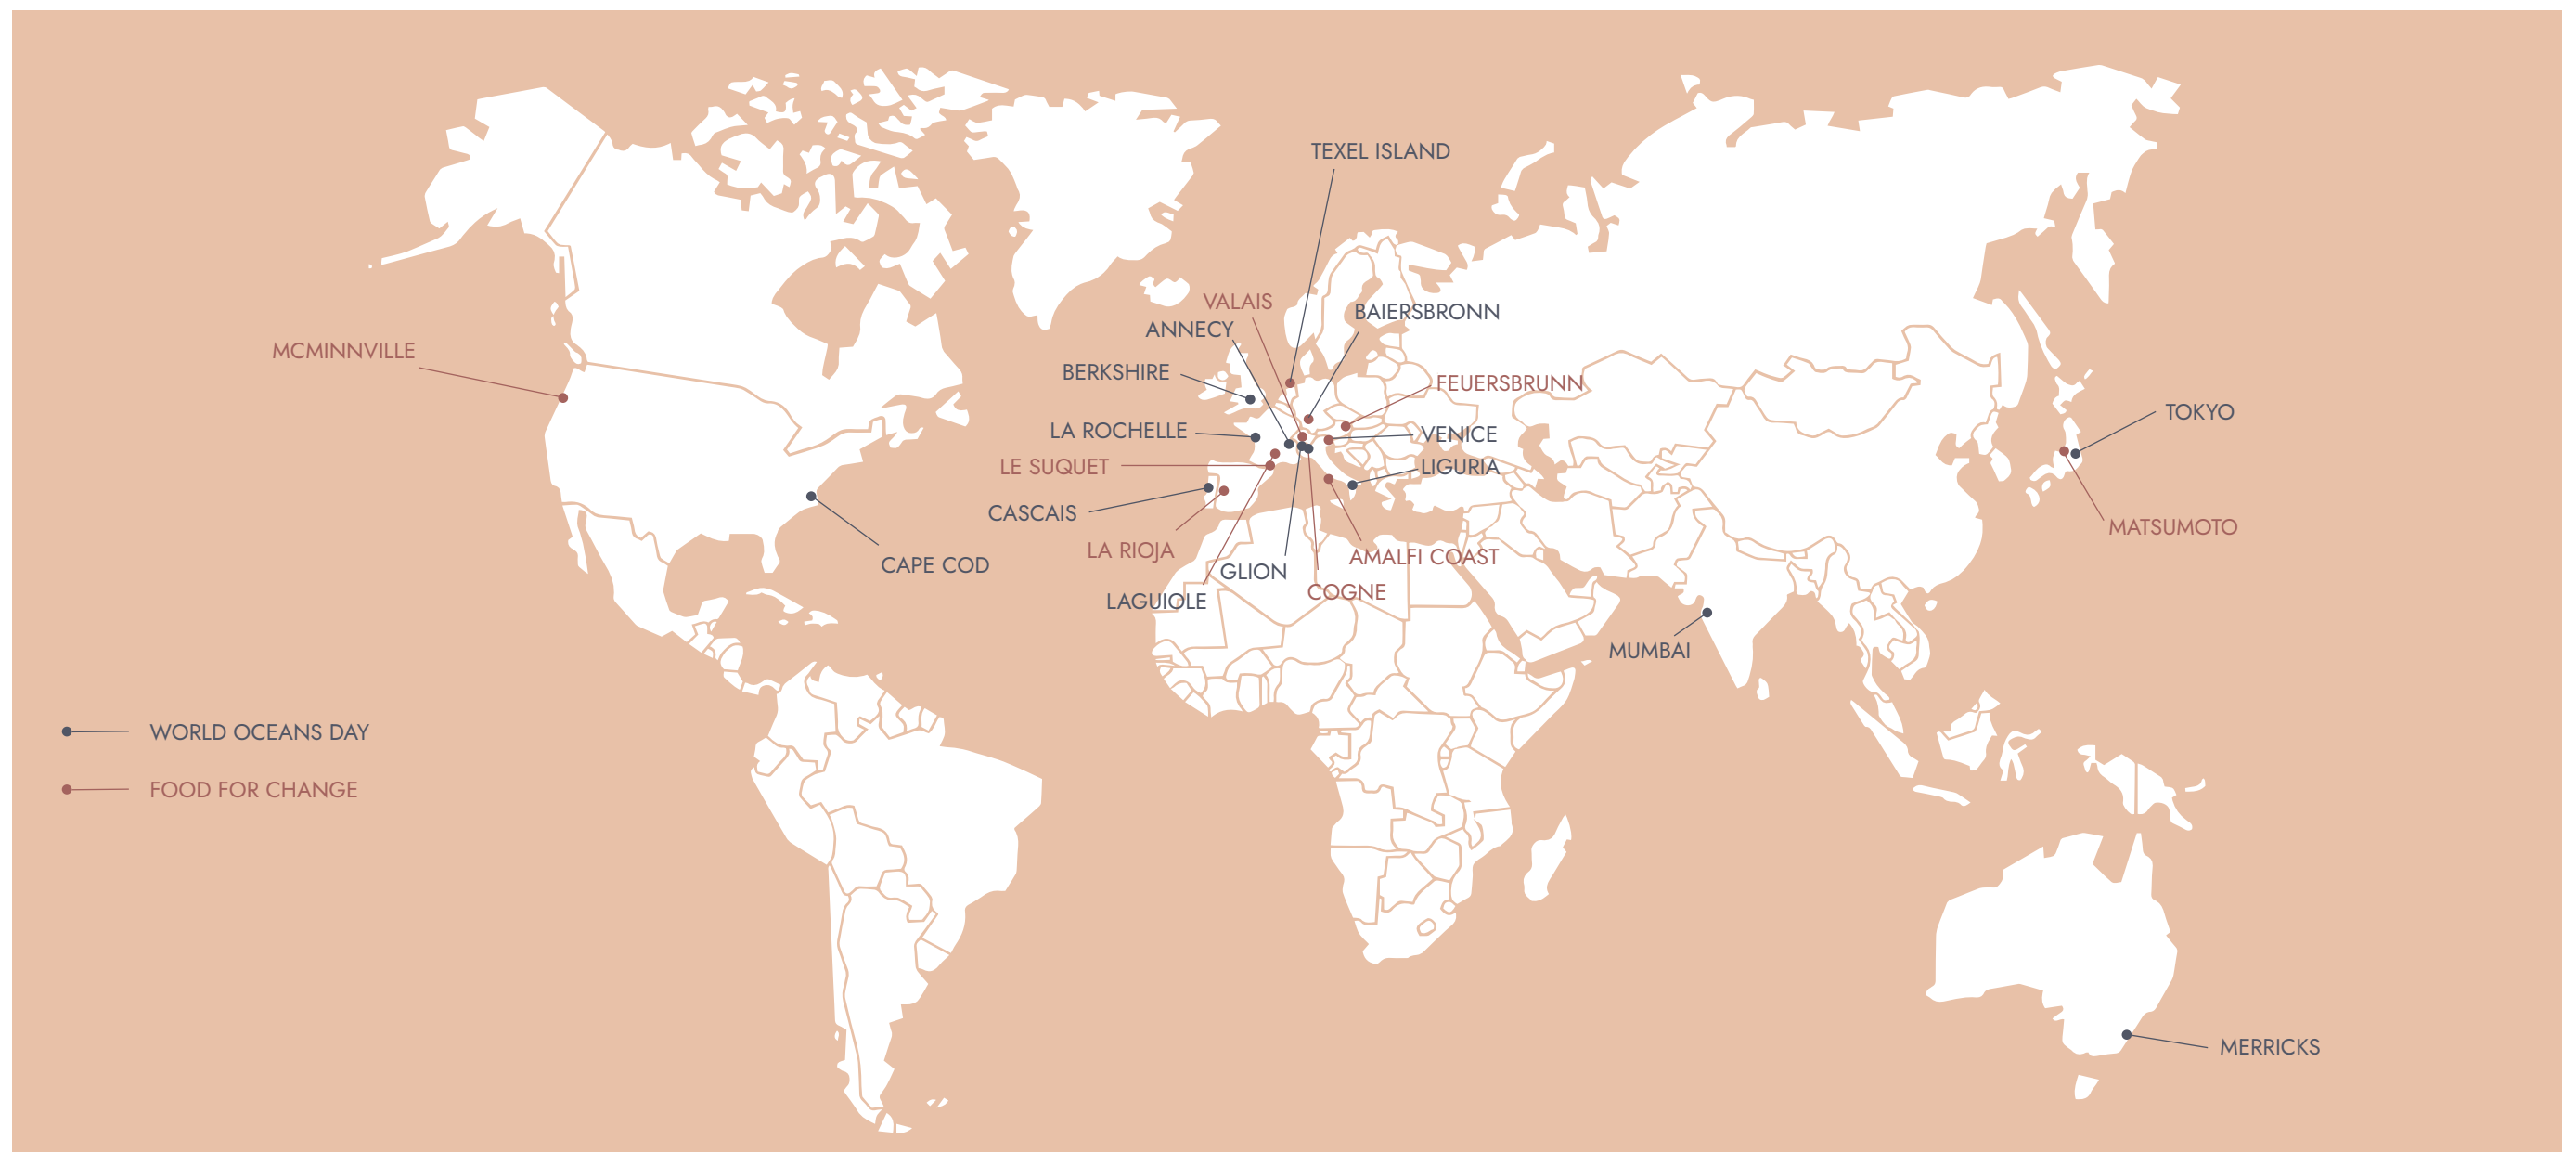 TEXEL ISLAND
VALAIS
BAIERSBRONN
ANNECY
MCMINNVILLE
BERKSHIRE
FEUERSBRUNN
TOKYO
LA ROCHELLE
VENICE
LE SUQUET
LIGURIA
CASCAIS
MATSUMOTO
LA RIOJA
AMALFI COAST
CAPE COD
GLION
COGNE
LAGUIOLE
MUMBAI
WORLD OCEANS DAY
FOOD FOR CHANGE
MERRICKS